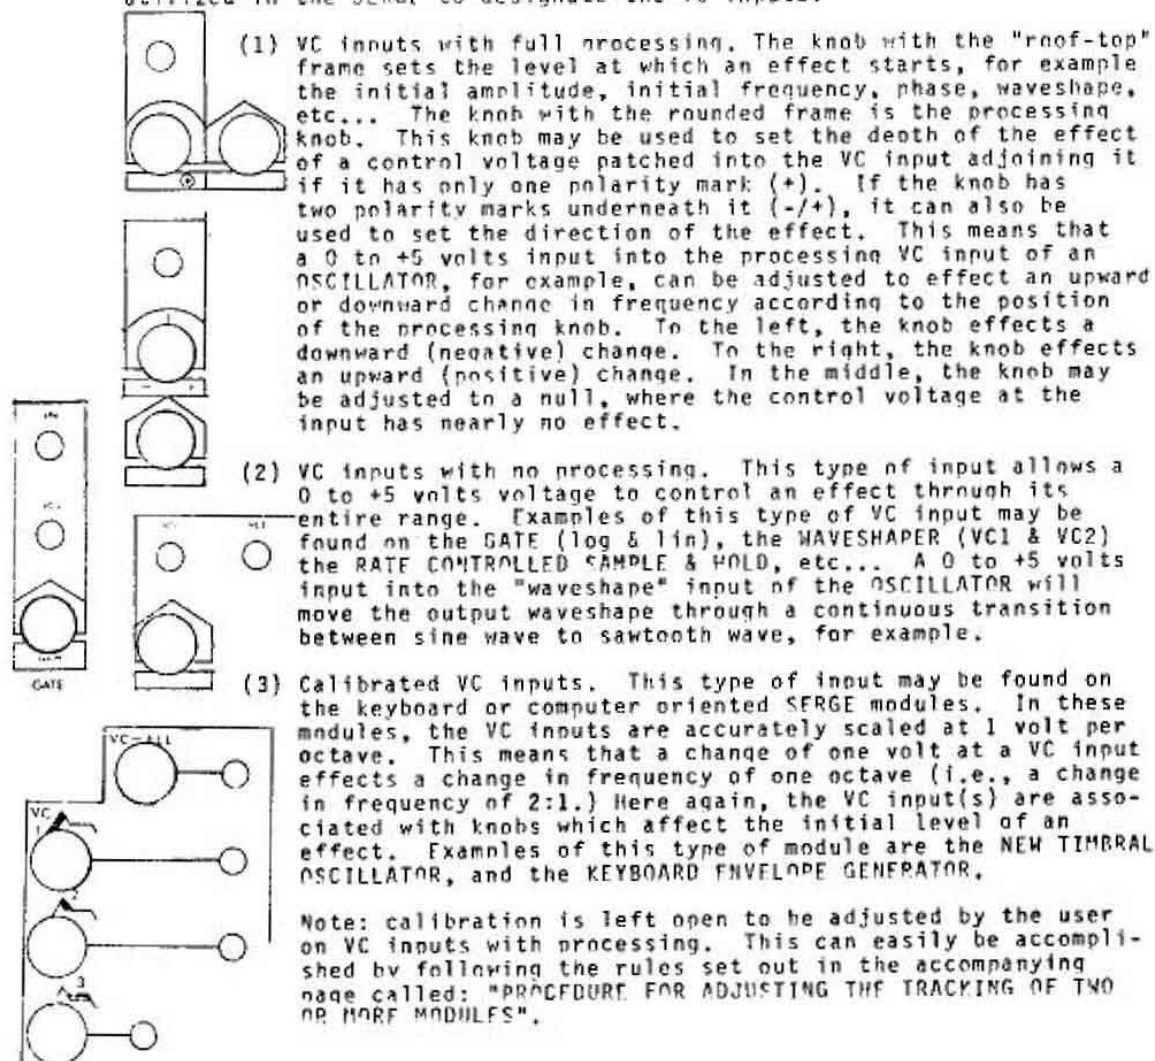 utilized in the SERGE to designate the VC inputs.
(1) VC inputs with full processing. The knob with the "roof-top"
frame sets the level at which an effect starts, for example
the initial amplitude, initial frequency, phase, waveshape,
etc... The knob with the rounded frame is the processing
knob. This knob may be used to set the depth of the effect
of a control voltage patched into the VC input adjoining it
if it has only one polarity mark (+). If the knob has
two polarity marks underneath it (-/+), it can also be
used to set the direction of the effect. This means that
a 0 to +5 volts input into the processing VC input of an
OSCILLATOR, for example, can be adjusted to effect an upward
or downward change in frequency according to the position
of the processing knob. To the left, the knob effects a
downward (negative) change. To the right, the knob effects
an upward (positive) change. In the middle, the knob may
be adjusted to a null, where the control voltage at the
input has nearly no effect.
- +
IN
(2) VC inputs with no processing. This type of input allows a
0 to +5 volts voltage to control an effect through its
entire range. Examples of this type of VC input may be
found on the GATE (log & lin), the WAVESHAPER (VC1 & VC2)
the RATE CONTROLLED SAMPLE & HOLD, etc... A 0 to +5 volts
input into the "waveshape" input of the OSCILLATOR will
move the output waveshape through a continuous transition
between sine wave to sawtooth wave, for example.
GAIN
GATE
(3) Calibrated VC inputs. This type of input may be found on
the keyboard or computer oriented SERGE modules. In these
modules, the VC inputs are accurately scaled at 1 volt per
octave. This means that a change of one volt at a VC input
effects a change in frequency of one octave (i.e., a change
in frequency of 2:1.) Here again, the VC input(s) are asso-
ciated with knobs which affect the initial level of an
effect. Examples of this type of module are the NEW TIMBRAL
OSCILLATOR, and the KEYBOARD ENVELOPE GENERATOR.
VC-ALL
VC
1
2
3
Note: calibration is left open to be adjusted by the user
on VC inputs with processing. This can easily be accompli-
shed by following the rules set out in the accompanying
page called: "PROCEDURE FOR ADJUSTING THE TRACKING OF TWO
OR MORE MODULES".